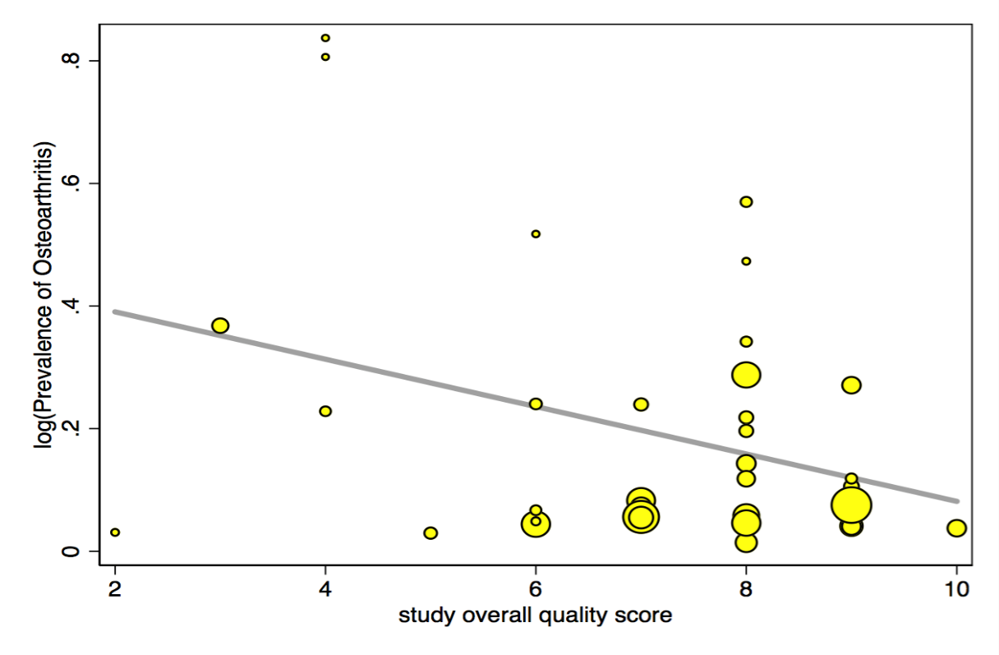 log(Prevalence of Osteoarthritis)
.8
.6
.4
.2
0
2 4 6 8 10
study overall quality score